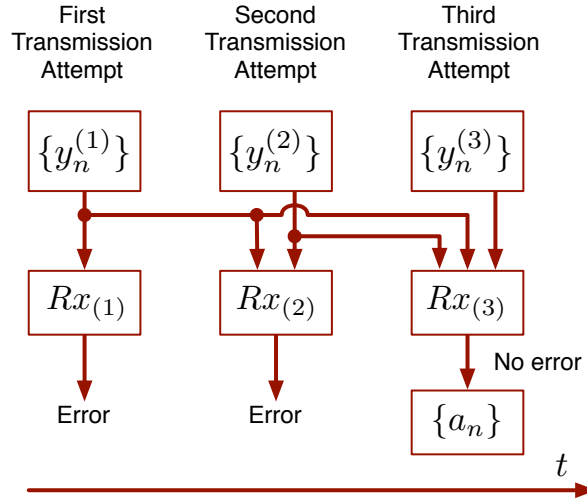 First
Transmission
Attempt
Second
Transmission
Attempt
Third
Transmission
Attempt
{y_n^{(1)}}
{y_n^{(2)}}
{y_n^{(3)}}
Rx_{(1)}
Rx_{(2)}
Rx_{(3)}
No error
Error
Error
{a_n}
t